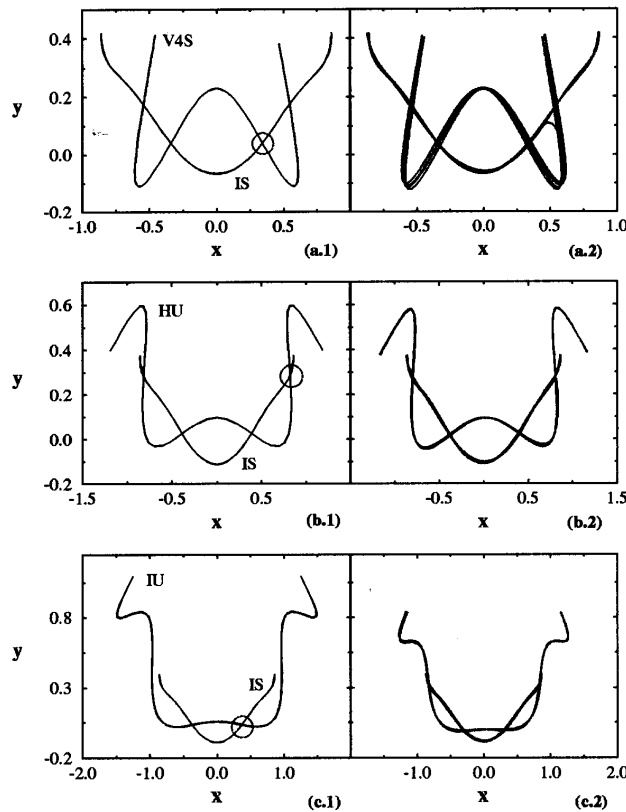 0.4
V4S
y
0.2
0.0
IS
-0.2
-1.0 -0.5 0.0 0.5 -0.5 0.0 0.5 1.0
x (a.1) x (a.2)
0.6
HU
0.4
y
0.2
0.0
IS
-0.2
-1.5 -0.5 0.5 -0.5 0.5 1.5
x (b.1) x (b.2)
IU
0.8
y
IS
0.3
-0.2
-2.0 -1.0 0.0 1.0 -1.0 0.0 1.0 2.0
x (c.1) x (c.2)